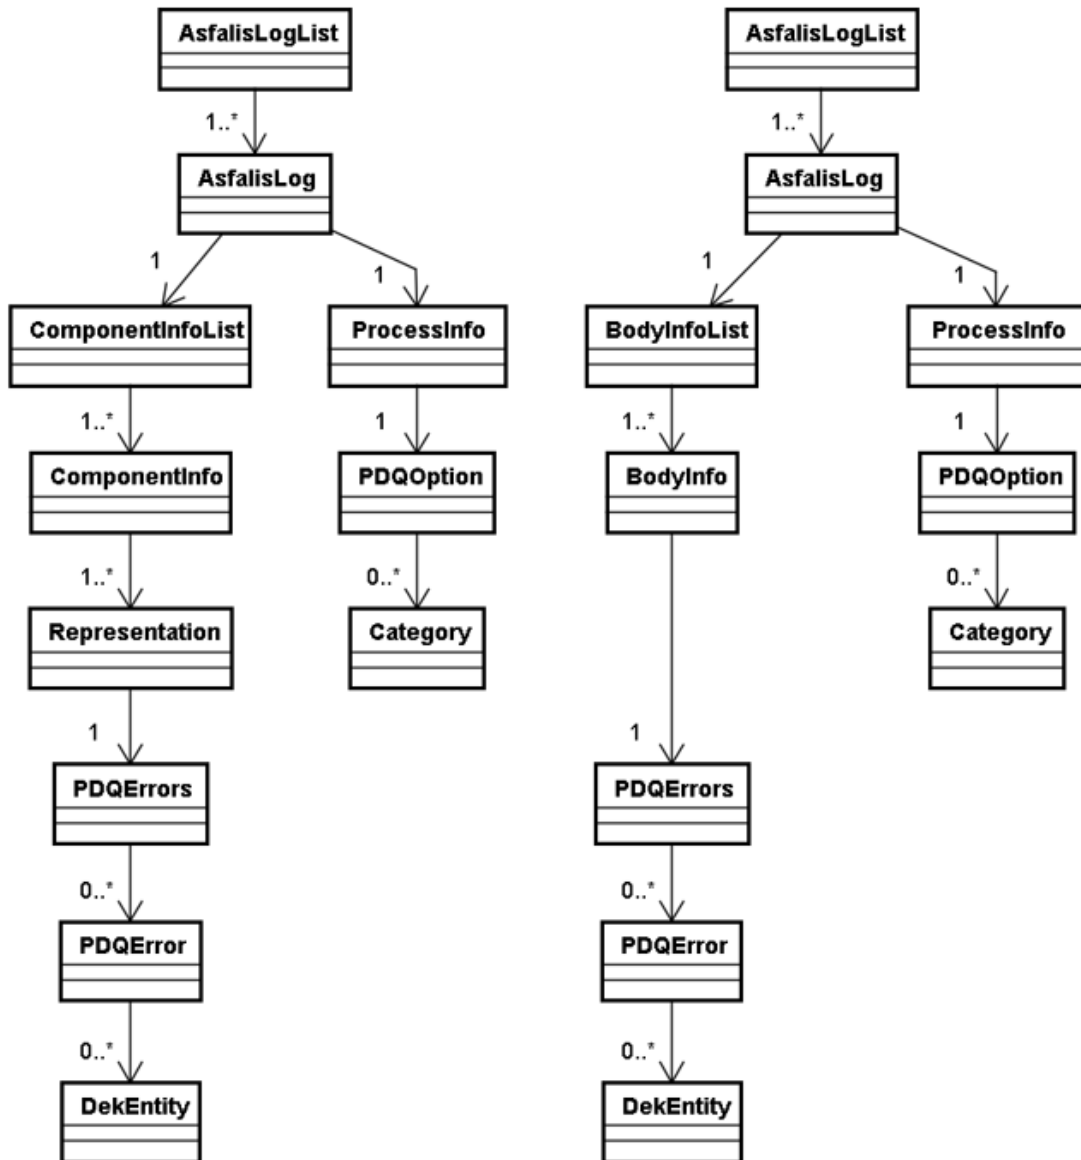 AsfalisLogList
1..*
AsfalisLog
1
1
ComponentInfoList
ProcessInfo
1..*
1
ComponentInfo
PDQOption
1..*
0..*
Representation
Category
1
PDQErrors
0..*
PDQError
0..*
DekEntity
AsfalisLogList
1..*
AsfalisLog
1
1
BodyInfoList
ProcessInfo
1..*
1
BodyInfo
PDQOption
0..*
Category
1
PDQErrors
0..*
PDQError
0..*
DekEntity